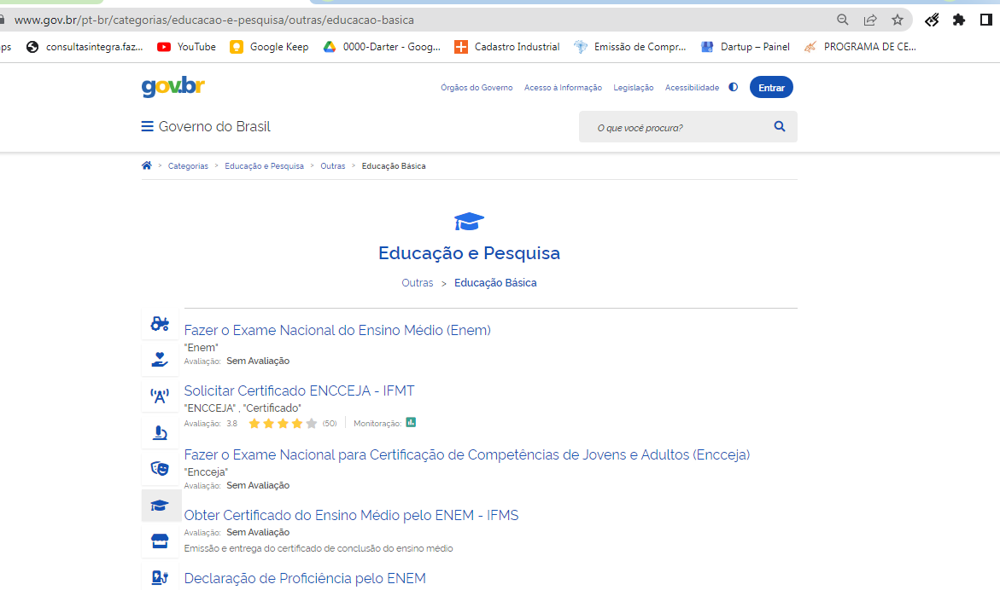 www.gov.br/pt-br/categorias/educacao-e-pesquisa/outras/educacao-basica
ps consultasintegra.faz... YouTube Google Keep 0000-Darter - Goog... Cadastro Industrial Emissão de Compr... Dartup – Painel PROGRAMA DE CE...
gov.br Órgãos do Governo Acesso à Informação Legislação Acessibilidade Entrar
Governo do Brasil O que você procura?
> Categorias > Educação e Pesquisa > Outras > Educação Básica
Educação e Pesquisa
Outras > Educação Básica
Fazer o Exame Nacional do Ensino Médio (Enem)
"Enem"
Avaliação: Sem Avaliação
Solicitar Certificado ENCCEJA - IFMT
"ENCCEJA" , "Certificado"
Avaliação: 3.8 (50) Monitoração:
Fazer o Exame Nacional para Certificação de Competências de Jovens e Adultos (Encceja)
"Encceja"
Avaliação: Sem Avaliação
Obter Certificado do Ensino Médio pelo ENEM - IFMS
Avaliação: Sem Avaliação
Emissão e entrega do certificado de conclusão do ensino médio
Declaração de Proficiência pelo ENEM